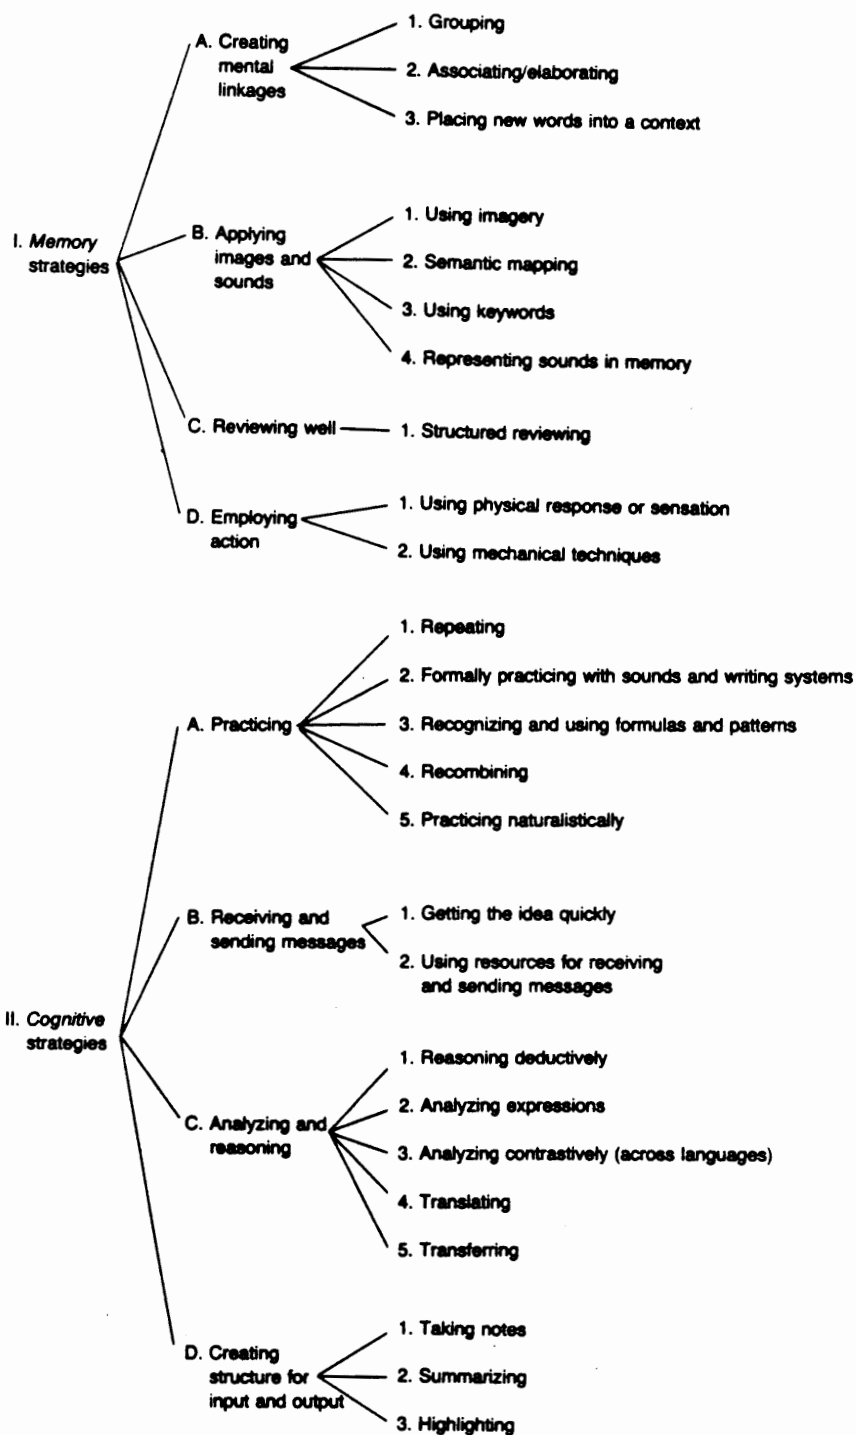 A. Creating
mental
linkages
1. Grouping
2. Associating/elaborating
3. Placing new words into a context
I. Memory
strategies
B. Applying
images and
sounds
1. Using imagery
2. Semantic mapping
3. Using keywords
4. Representing sounds in memory
C. Reviewing well
1. Structured reviewing
D. Employing
action
1. Using physical response or sensation
2. Using mechanical techniques
II. Cognitive
strategies
A. Practicing
1. Repeating
2. Formally practicing with sounds and writing systems
3. Recognizing and using formulas and patterns
4. Recombining
5. Practicing naturalistically
B. Receiving and
sending messages
1. Getting the idea quickly
2. Using resources for receiving
and sending messages
C. Analyzing and
reasoning
1. Reasoning deductively
2. Analyzing expressions
3. Analyzing contrastively (across languages)
4. Translating
5. Transferring
D. Creating
structure for
input and output
1. Taking notes
2. Summarizing
3. Highlighting